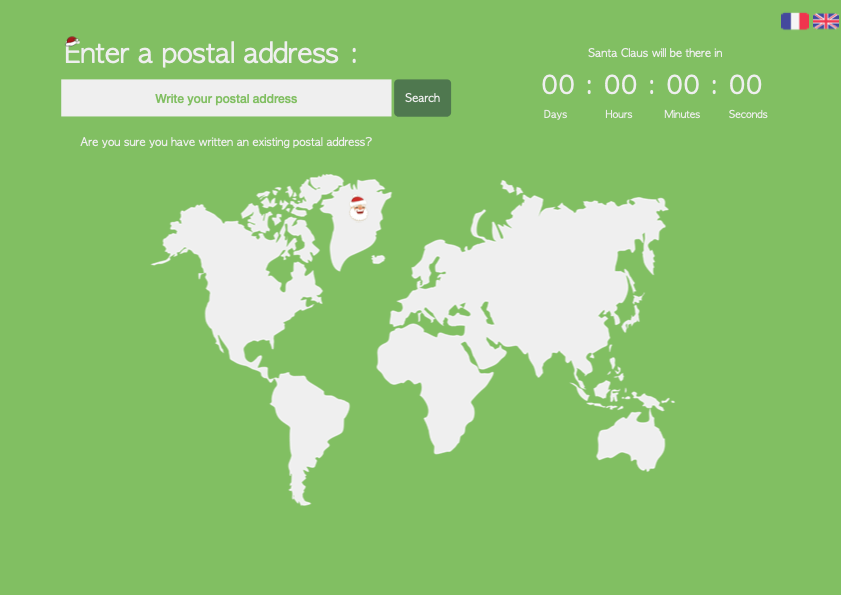 Enter a postal address :
Write your postal address
Search
Are you sure you have written an existing postal address?
Santa Claus will be there in
00 : 00 : 00 : 00
Days Hours Minutes Seconds